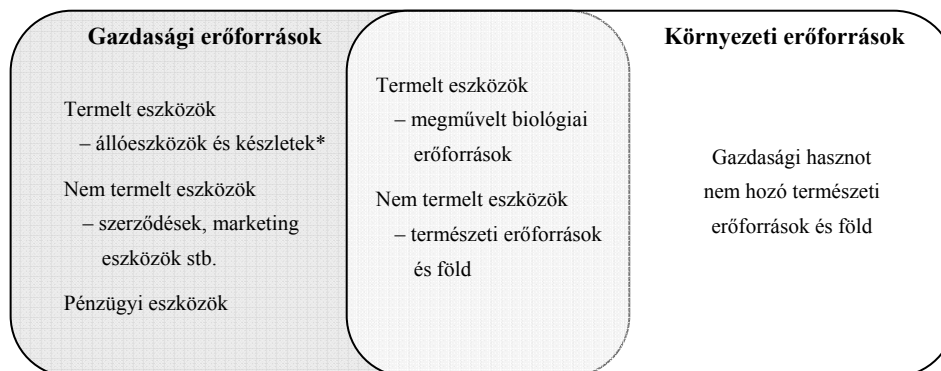 Gazdasági erőforrások
Termelt eszközök
– állóeszközök és készletek*
Nem termelt eszközök
– szerződések, marketing
eszközök stb.
Pénzügyi eszközök
Termelt eszközök
– megművelt biológiai
erőforrások
Nem termelt eszközök
– természeti erőforrások
és föld
Környezeti erőforrások
Gazdasági hasznot
nem hozó természeti
erőforrások és föld